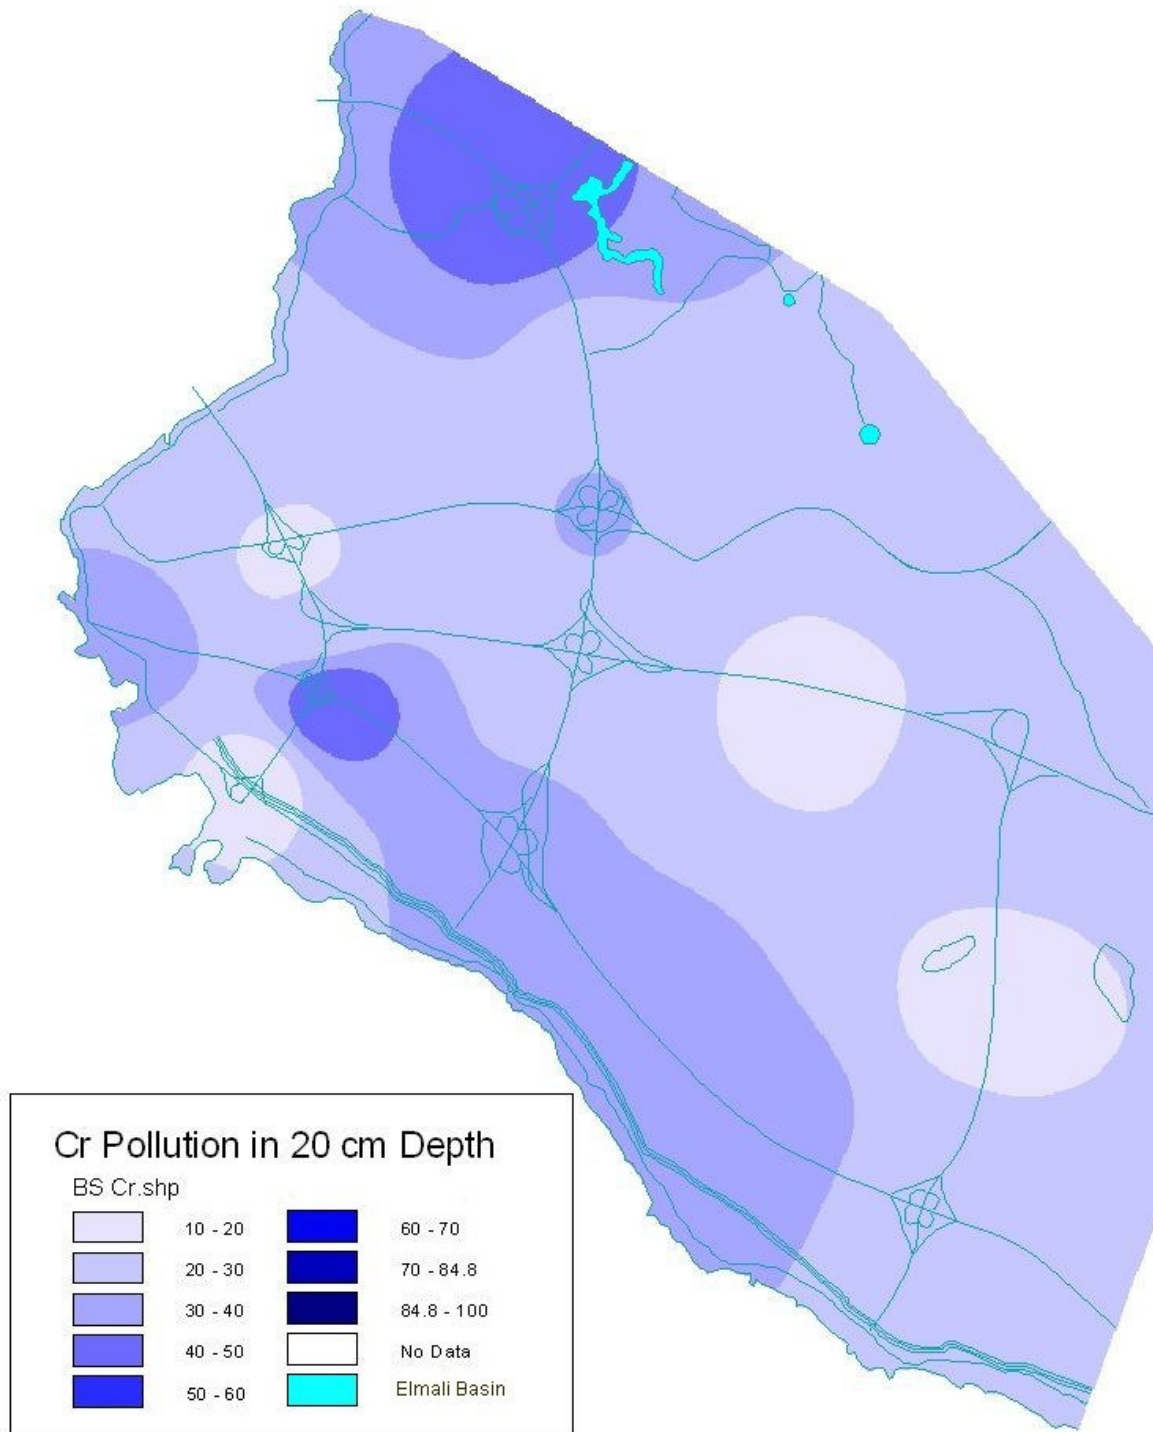 Cr Pollution in 20 cm Depth
BS Cr.shp
10 - 20
20 - 30
30 - 40
40 - 50
50 - 60
60 - 70
70 - 84.8
84.8 - 100
No Data
Elmali Basin